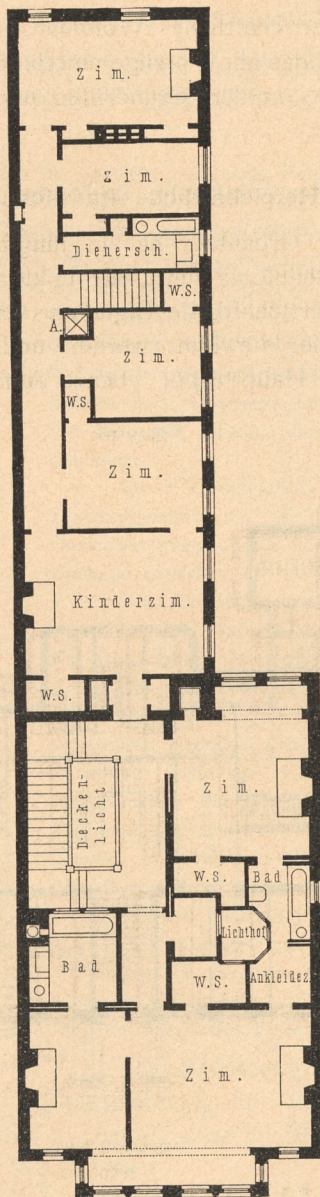 Zim.
Zim.
Dienersch.
W.S.
A.
Zim.
W.S.
Zim.
Kinderzim.
W.S.
Decken-
licht
Zim.
W.S.
Bad
Lichthof
Bad
W.S.
Ankleidez.
Zim.